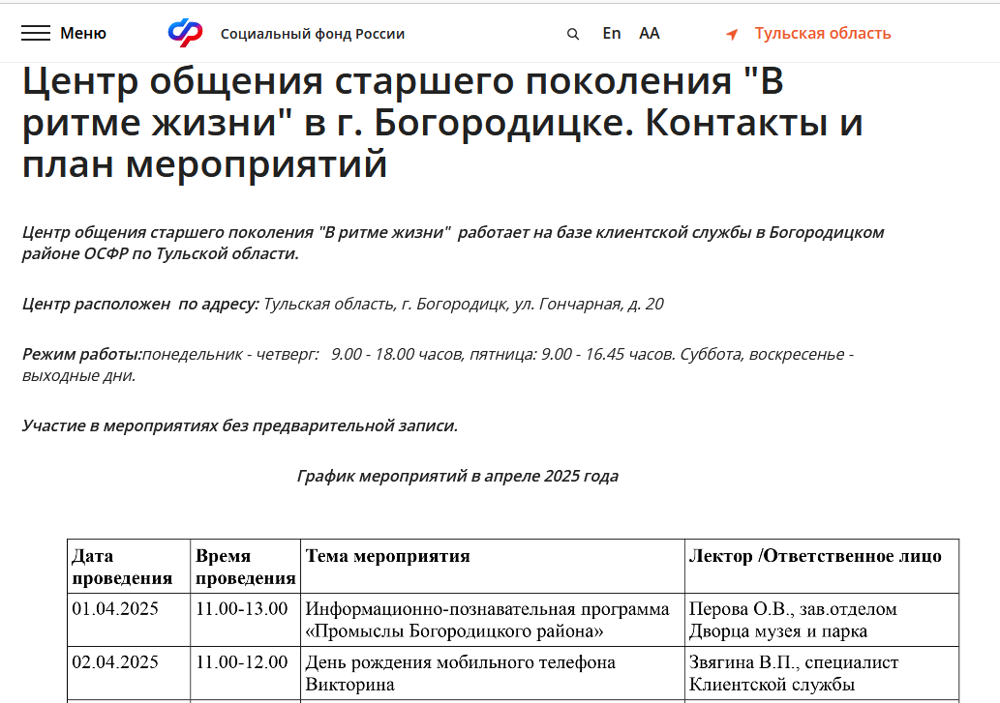 Меню
Социальный фонд России
En
AA
Тульская область
Центр общения старшего поколения "В
ритме жизни" в г. Богородицке. Контакты и
план мероприятий
Центр общения старшего поколения "В ритме жизни"  работает на базе клиентской службы в Богородицком
районе ОСФР по Тульской области.
Центр расположен  по адресу: Тульская область, г. Богородицк, ул. Гончарная, д. 20
Режим работы:понедельник - четверг:   9.00 - 18.00 часов, пятница: 9.00 - 16.45 часов. Суббота, воскресенье -
выходные дни.
Участие в мероприятиях без предварительной записи.
График мероприятий в апреле 2025 года
Дата
проведения
Время
проведения
Тема мероприятия
Лектор /Ответственное лицо
01.04.2025
11.00-13.00
Информационно-познавательная программа
«Промыслы Богородицкого района»
Перова О.В., зав.отделом
Дворца музея и парка
02.04.2025
11.00-12.00
День рождения мобильного телефона
Викторина
Звягина В.П., специалист
Клиентской службы